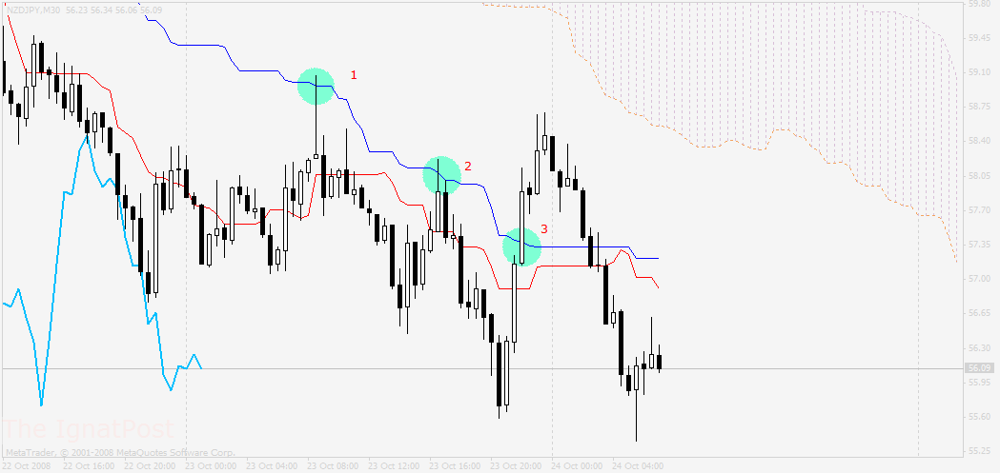 NZDJPY,M30 56.23 56.34 56.06 56.09
59.80
59.45
59.10
58.75
58.40
58.05
57.70
57.35
57.00
56.65
56.30
56.09
55.95
55.60
55.25
1
2
3
The IgnatPost
MetaTrader, © 2001-2008 MetaQuotes Software Corp.
22 Oct 2008
22 Oct 16:00
22 Oct 20:00
23 Oct 00:00
23 Oct 04:00
23 Oct 08:00
23 Oct 12:00
23 Oct 16:00
23 Oct 20:00
24 Oct 00:00
24 Oct 04:00